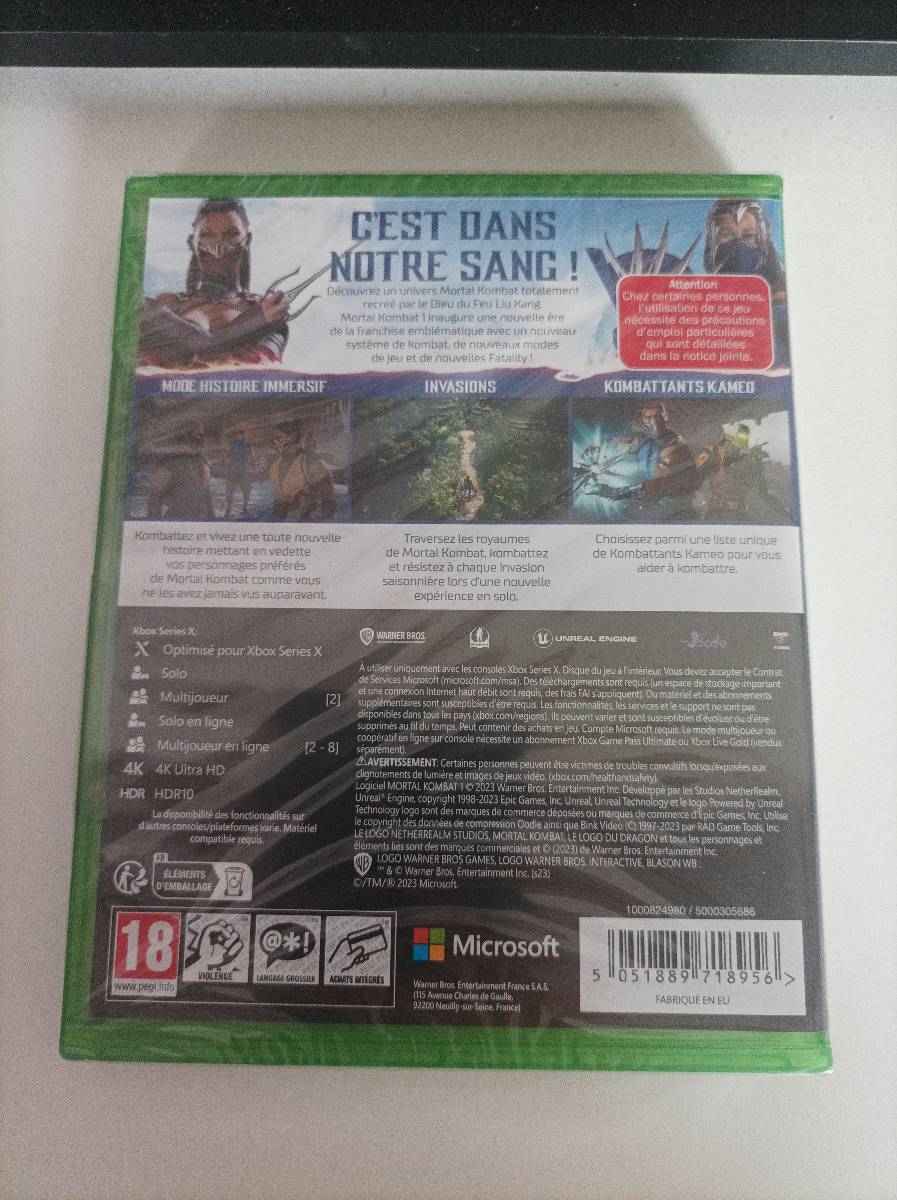 C'EST DANS
NOTRE SANG !
Découvrez un univers Mortal Kombat totalement
recréé par le Dieu du Feu Liu Kang.
Mortal Kombat 1 inaugure une nouvelle ère
de la franchise emblématique avec un nouveau
système de kombat, de nouveaux modes
de jeu et de nouvelles Fatality !
Attention
Chez certaines personnes,
l'utilisation de ce jeu
nécessite des précautions
d'emploi particulières
qui sont détaillées
dans la notice jointe.
MODE HISTOIRE IMMERSIF
INVASIONS
KOMBATTANTS KAMEO
Kombattez et vivez une toute nouvelle
histoire mettant en vedette
vos personnages préférés
de Mortal Kombat comme vous
ne les avez jamais vus auparavant.
Traversez les royaumes
de Mortal Kombat, kombattez
et résistez à chaque Invasion
saisonnière lors d'une nouvelle
expérience en solo.
Choisissez parmi une liste unique
de Kombattants Kameo pour vous
aider à kombattre.
Xbox Series X.
X Optimisé pour Xbox Series X
Solo
Multijoueur [2]
Solo en ligne
Multijoueur en ligne [2 - 8]
4K 4K Ultra HD
HDR HDR10
La disponibilité des fonctionnalités sur
d'autres consoles/plateformes varie. Matériel
compatible requis.
WARNER BROS.
UNREAL ENGINE
À utiliser uniquement avec les consoles Xbox Series X. Disque du jeu à l'intérieur. Vous devez accepter le Contrat
de Services Microsoft (microsoft.com/msa). Des téléchargements sont requis (un espace de stockage important
et une connexion Internet haut débit sont requis, des frais FAI s'appliquent). Du matériel et des abonnements
supplémentaires sont susceptibles d'être requis. Les fonctionnalités, les services et le support ne sont pas
disponibles dans tous les pays (xbox.com/regions). Ils peuvent varier et sont susceptibles d'évoluer ou d'être
supprimés au fil du temps. Peut contenir des achats en jeu. Compte Microsoft requis. Le mode multijoueur ou
coopératif en ligne sur console nécessite un abonnement Xbox Game Pass Ultimate ou Xbox Live Gold (vendus
séparément).
AVERTISSEMENT: Certaines personnes peuvent être victimes de troubles convulsifs lorsqu'exposées aux
clignotements de lumière et images de jeux vidéo. (xbox.com/healthandsafety).
Logiciel MORTAL KOMBAT 1 © 2023 Warner Bros. Entertainment Inc. Développé par les Studios NetherRealm.
Unreal® Engine, copyright 1998-2023 Epic Games, Inc. Unreal, Unreal Technology et le logo Powered by Unreal
Technology logo sont des marques de commerce déposées ou marques de commerce d'Epic Games, Inc. Utilise
le copyright des données de compression Oodle ainsi que Bink Video (C) 1997-2023 par RAD Game Tools, Inc.
LE LOGO NETHERREALM STUDIOS, MORTAL KOMBAT, LE LOGO DU DRAGON et tous les personnages et
éléments liés sont des marques commerciales et © (2023) de Warner Bros. Entertainment Inc.
LOGO WARNER BROS GAMES, LOGO WARNER BROS. INTERACTIVE, BLASON WB :
™ & © Warner Bros. Entertainment Inc. (s23)
©/TM/® 2023 Microsoft.
FR
ÉLÉMENTS
D'EMBALLAGE
18
www.pegi.info
VIOLENCE
@*!
LANGAGE GROSSIER
ACHATS INTÉGRÉS
Microsoft
Warner Bros. Entertainment France S.A.S.
(115 Avenue Charles de Gaulle,
92200 Neuilly-sur-Seine, France)
1000824980 / 5000305686
5 051889 718956 >
FABRIQUÉ EN EU